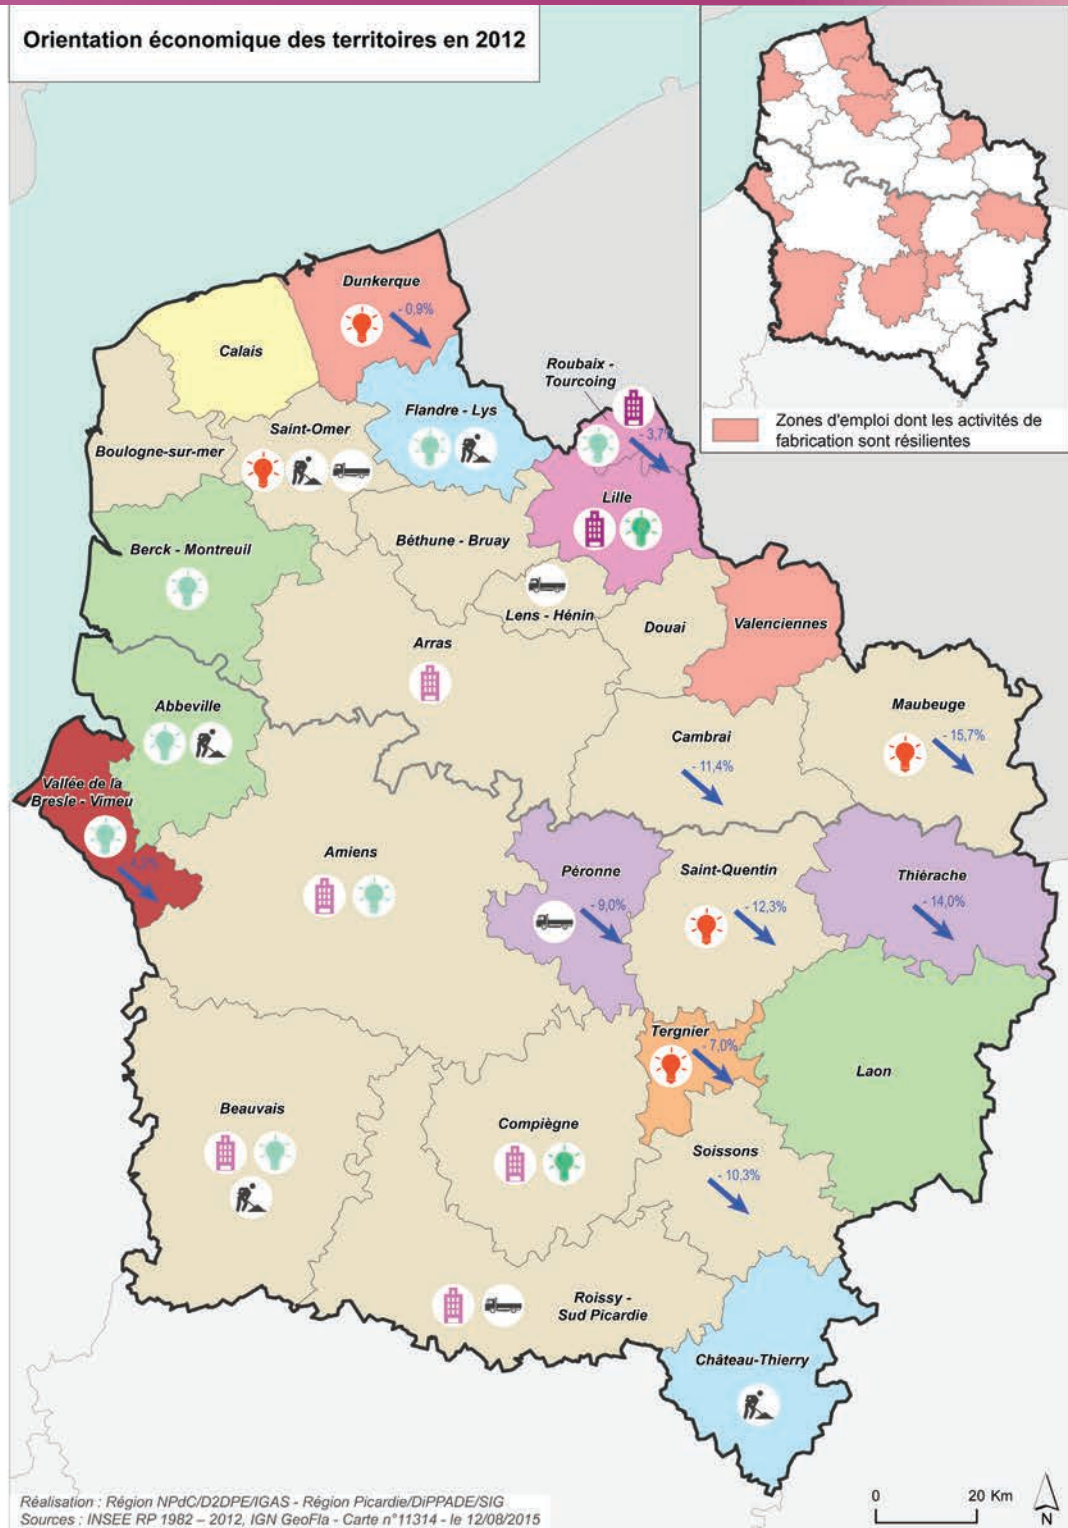 Orientation économique des territoires en 2012
Zones d'emploi dont les activités de
fabrication sont résilientes
Dunkerque
- 0,9%
Calais
Roubaix -
Tourcoing
- 3,7%
Flandre - Lys
Saint-Omer
Boulogne-sur-mer
Lille
Berck - Montreuil
Béthune - Bruay
Lens - Hénin
Douai
Valenciennes
Arras
Abbeville
Maubeuge
- 15,7%
Cambrai
- 11,4%
Vallée de la
Bresle - Vimeu
Amiens
Péronne
- 9,0%
Saint-Quentin
- 12,3%
Thiérache
- 14,0%
Tergnier
- 7,0%
Laon
Beauvais
Compiègne
Soissons
- 10,3%
Roissy -
Sud Picardie
Château-Thierry
Réalisation : Région NPdC/D2DPE/IGAS - Région Picardie/DiPPADE/SIG
Sources : INSEE RP 1982 – 2012, IGN GeoFla - Carte n°11314 - le 12/08/2015
0 20 Km
N